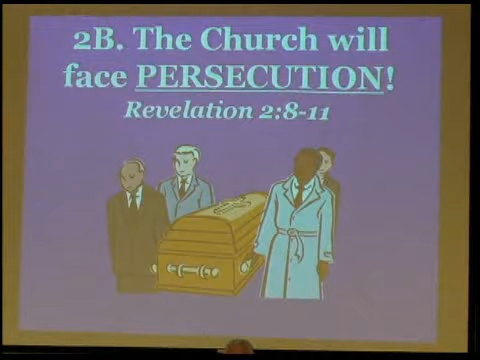 2B. The Church will
face PERSECUTION!
Revelation 2:8-11